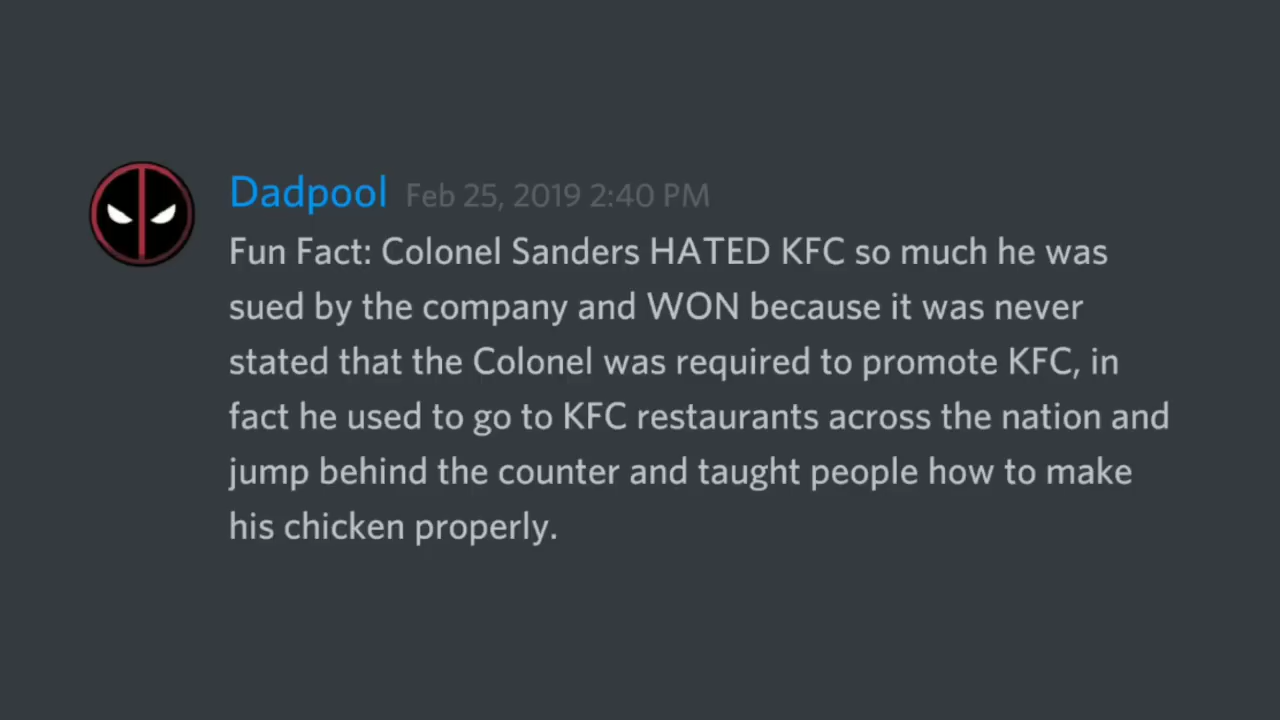 Dadpool Feb 25, 2019 2:40 PM
Fun Fact: Colonel Sanders HATED KFC so much he was
sued by the company and WON because it was never
stated that the Colonel was required to promote KFC, in
fact he used to go to KFC restaurants across the nation and
jump behind the counter and taught people how to make
his chicken properly.